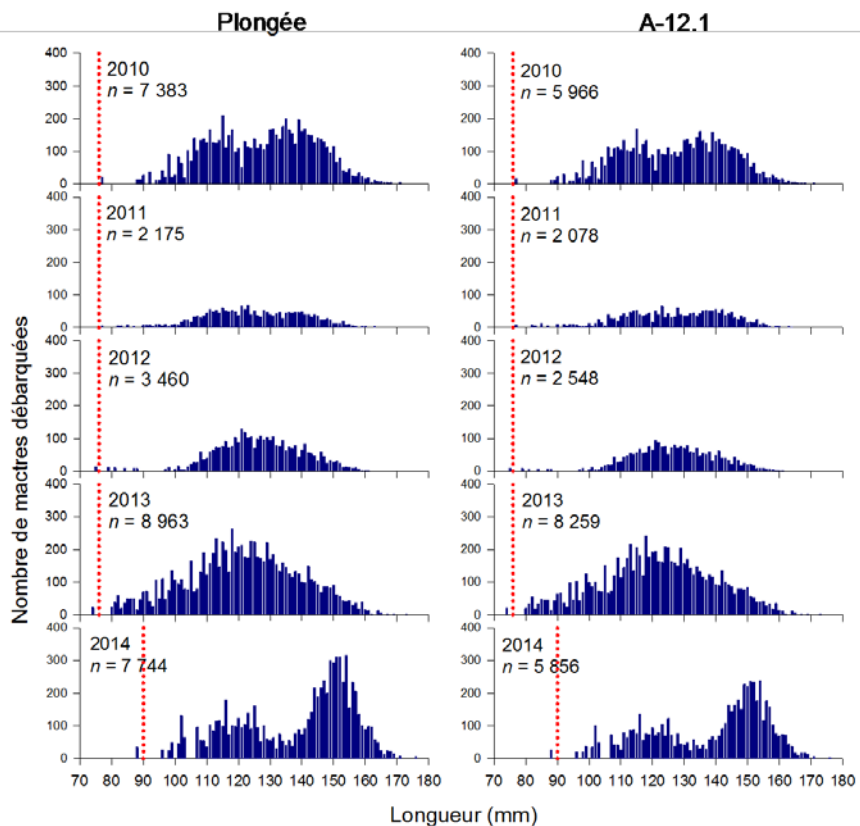 Plongée A-12.1
Nombre de mactres débarquées
400 400
2010 2010
300 n = 7 383 300 n = 5 966
200 200
100 100
0 0
400 400
2011 2011
300 n = 2 175 300 n = 2 078
200 200
100 100
0 0
400 400
2012 2012
300 n = 3 460 300 n = 2 548
200 200
100 100
0 0
400 400
2013 2013
300 n = 8 963 300 n = 8 259
200 200
100 100
0 0
400 400
2014 2014
300 n = 7 744 300 n = 5 856
200 200
100 100
0 0
70 80 90 100 110 120 130 140 150 160 170 180 70 80 90 100 110 120 130 140 150 160 170 180
Longueur (mm)